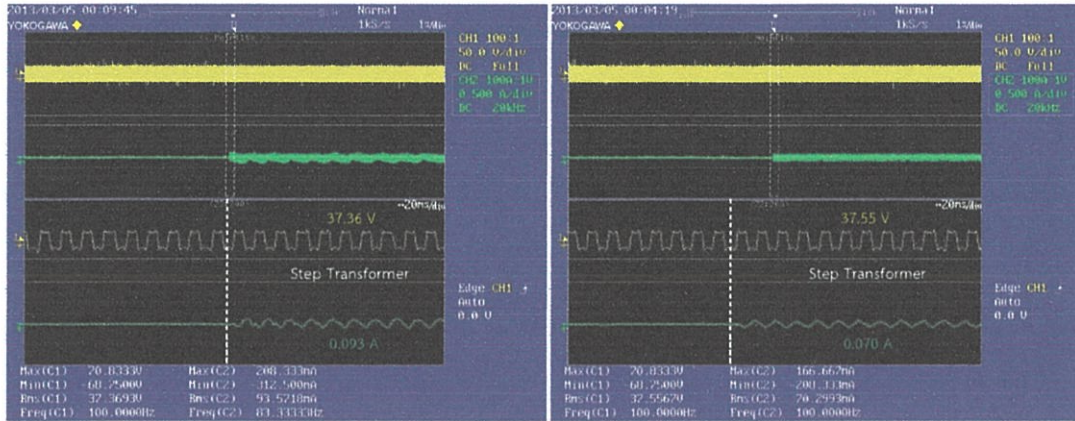 2013/03/05 00:09:45
Normal
YOKOGAWA
1kS/s
CH1 100:1
50.0 V/div
DC Full
CH2 100A:1V
0.500 A/div
DC 20kHz
20ms/div
37.36 V
Step Transformer
Edge CH1
Auto
0.0 V
0.093 A
Max(C1) 70.8333V Max(C2) 208.333mA
Min(C1) -68.7500V Min(C2) -312.500mA
Rms(C1) 37.3693V Rms(C2) 93.5718mA
Freq(C1) 100.0000Hz Freq(C2) 83.33333Hz
2013/03/05 00:04:19
Normal
YOKOGAWA
1kS/s
CH1 100:1
50.0 V/div
DC Full
CH2 100A:1V
0.500 A/div
DC 20kHz
20ms/div
37.55 V
Step Transformer
Edge CH1
Auto
0.0 V
0.070 A
Max(C1) 70.8333V Max(C2) 166.667mA
Min(C1) -68.7500V Min(C2) -208.333mA
Rms(C1) 37.5567V Rms(C2) 70.2993mA
Freq(C1) 100.0000Hz Freq(C2) 100.0000Hz